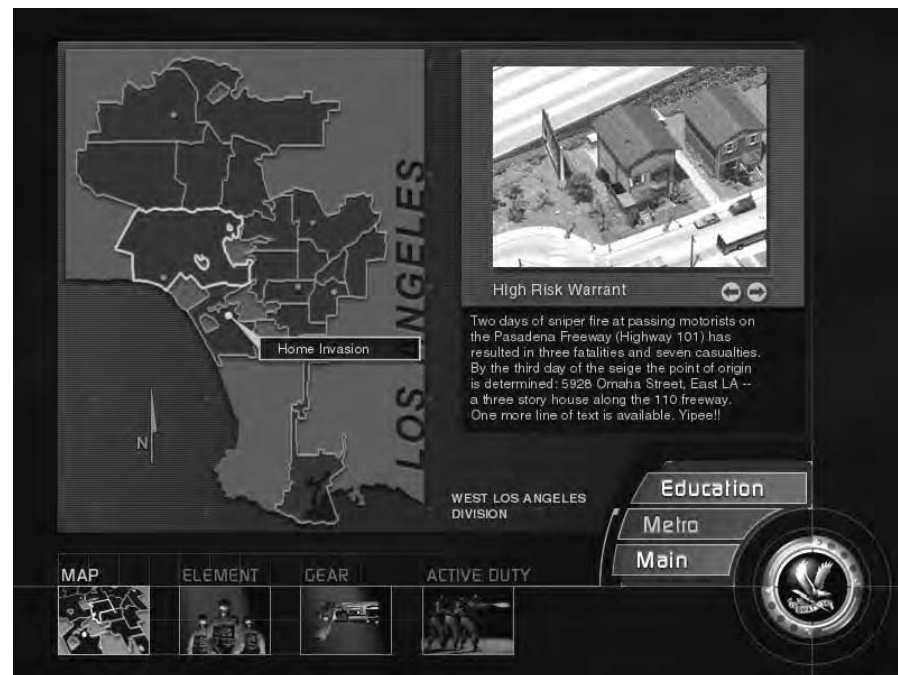 LOS ANGELES
Home Invasion
N
High Risk Warrant
Two days of sniper fire at passing motorists on
the Pasadena Freeway (Highway 101) has
resulted in three fatalities and seven casualties.
By the third day of the seige the point of origin
is determined: 5928 Omaha Street, East LA --
a three story house along the 110 freeway.
One more line of text is available. Yipee!!
WEST LOS ANGELES
DIVISION
Education
Metro
Main
MAP
ELEMENT
GEAR
ACTIVE DUTY
SWAT